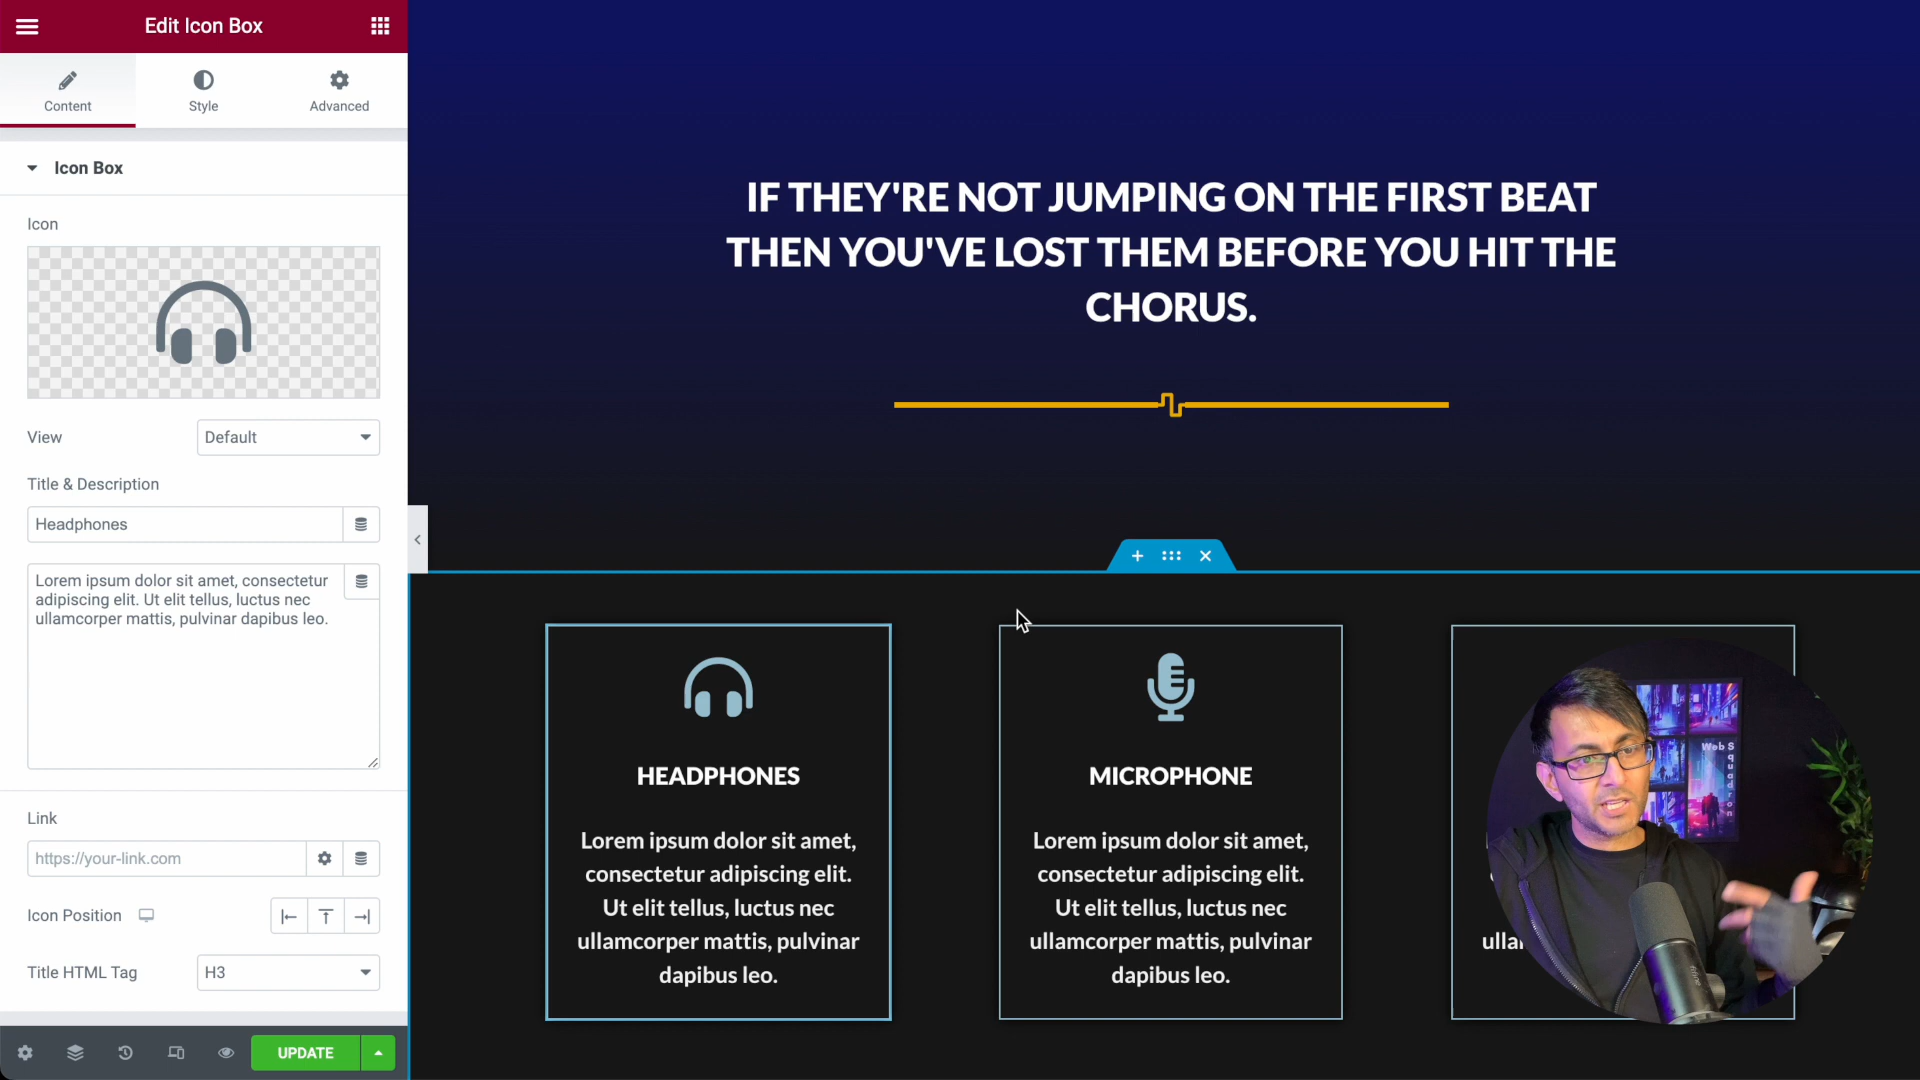 Edit Icon Box
Content
Style
Advanced
Icon Box
Icon
View
Default
Title & Description
Headphones
Lorem ipsum dolor sit amet, consectetur
adipiscing elit. Ut elit tellus, luctus nec
ullamcorper mattis, pulvinar dapibus leo.
Link
https://your-link.com
Icon Position
Title HTML Tag
H3
UPDATE
IF THEY'RE NOT JUMPING ON THE FIRST BEAT
THEN YOU'VE LOST THEM BEFORE YOU HIT THE
CHORUS.
HEADPHONES
Lorem ipsum dolor sit amet,
consectetur adipiscing elit.
Ut elit tellus, luctus nec
ullamcorper mattis, pulvinar
dapibus leo.
MICROPHONE
Lorem ipsum dolor sit amet,
consectetur adipiscing elit.
Ut elit tellus, luctus nec
ullamcorper mattis, pulvinar
dapibus leo.
Web Squadron